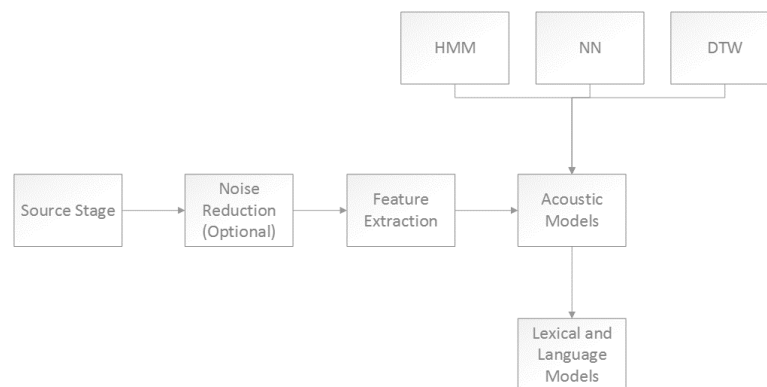 HMM
NN
DTW
Source Stage
Noise
Reduction
(Optional)
Feature
Extraction
Acoustic
Models
Lexical and
Language
Models